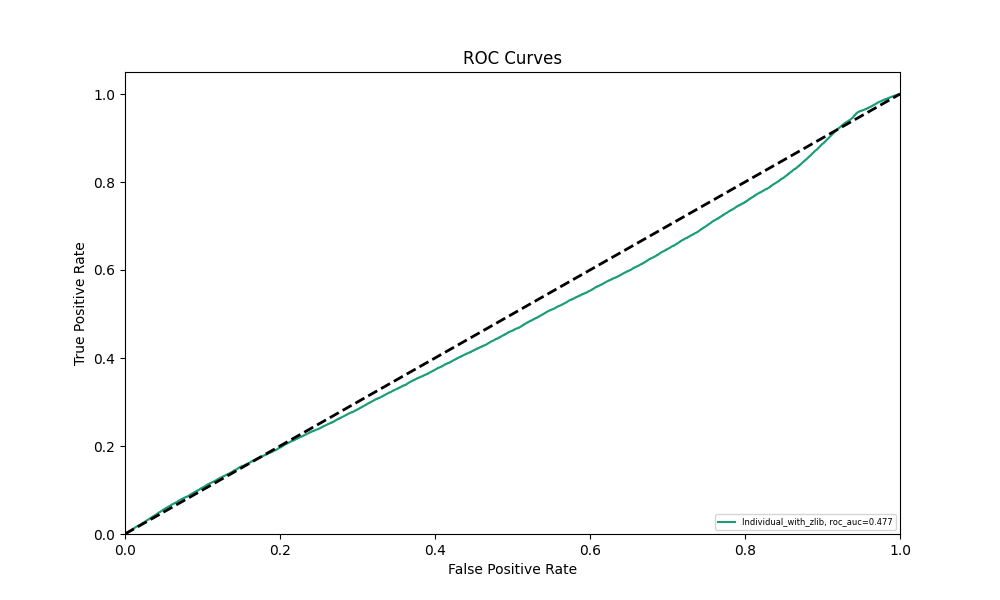 ROC Curves
1.0
0.8
0.6
0.4
0.2
0.0
True Positive Rate
0.0 0.2 0.4 0.6 0.8 1.0
False Positive Rate
Individual_with_zlib, roc_auc=0.477